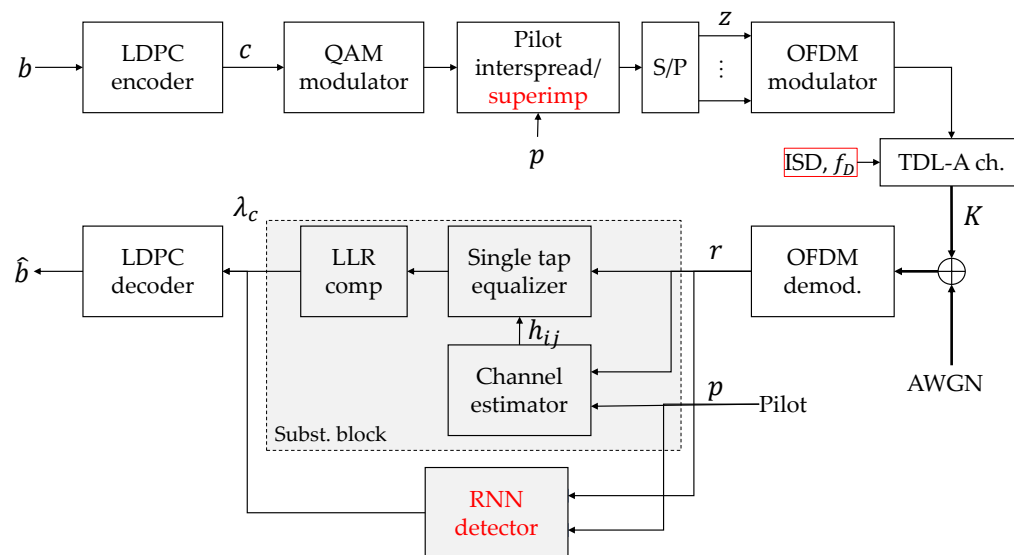 b
LDPC
encoder
c
QAM
modulator
Pilot
interspread/
superimp
p
S/P
z
⋮
OFDM
modulator
ISD, f_D
TDL-A ch.
K
AWGN
OFDM
demod.
r
Single tap
equalizer
LLR
comp
λ_c
LDPC
decoder
b̂
h_ij
Channel
estimator
p
Pilot
Subst. block
RNN
detector